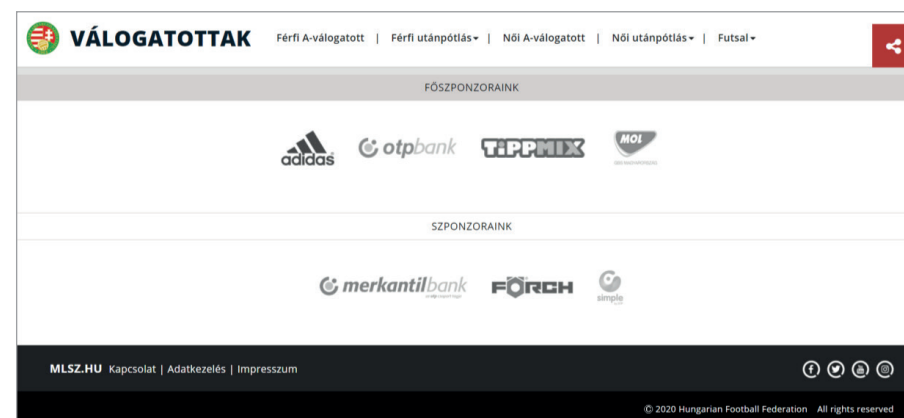 VÁLOGATOTTAK Férfi A-válogatott | Férfi utánpótlás | Női A-válogatott | Női utánpótlás | Futsal
FŐSZPONZORAINK
adidas otpbank TiPPMIX MOL
SZPONZORAINK
merkantilbank FÖRCH simple
MLSZ.HU Kapcsolat | Adatkezelés | Impresszum
© 2020 Hungarian Football Federation All rights reserved